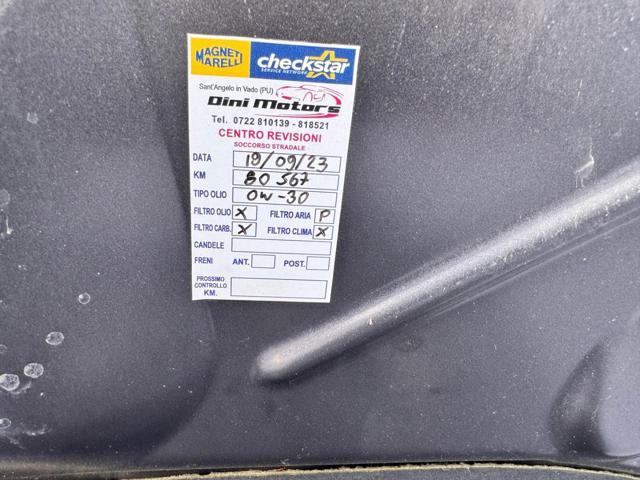 MAGNETI MARELLI checkstar
SERVICE NETWORK
Sant'Angelo in Vado (PU)
Dini Motors
Tel. 0722 810139 - 818521
CENTRO REVISIONI
SOCCORSO STRADALE
DATA 19/09/23
KM 80 567
TIPO OLIO 0W-30
FILTRO OLIO X FILTRO ARIA P
FILTRO CARB. X FILTRO CLIMA X
CANDELE
FRENI ANT. POST.
PROSSIMO
CONTROLLO
KM.